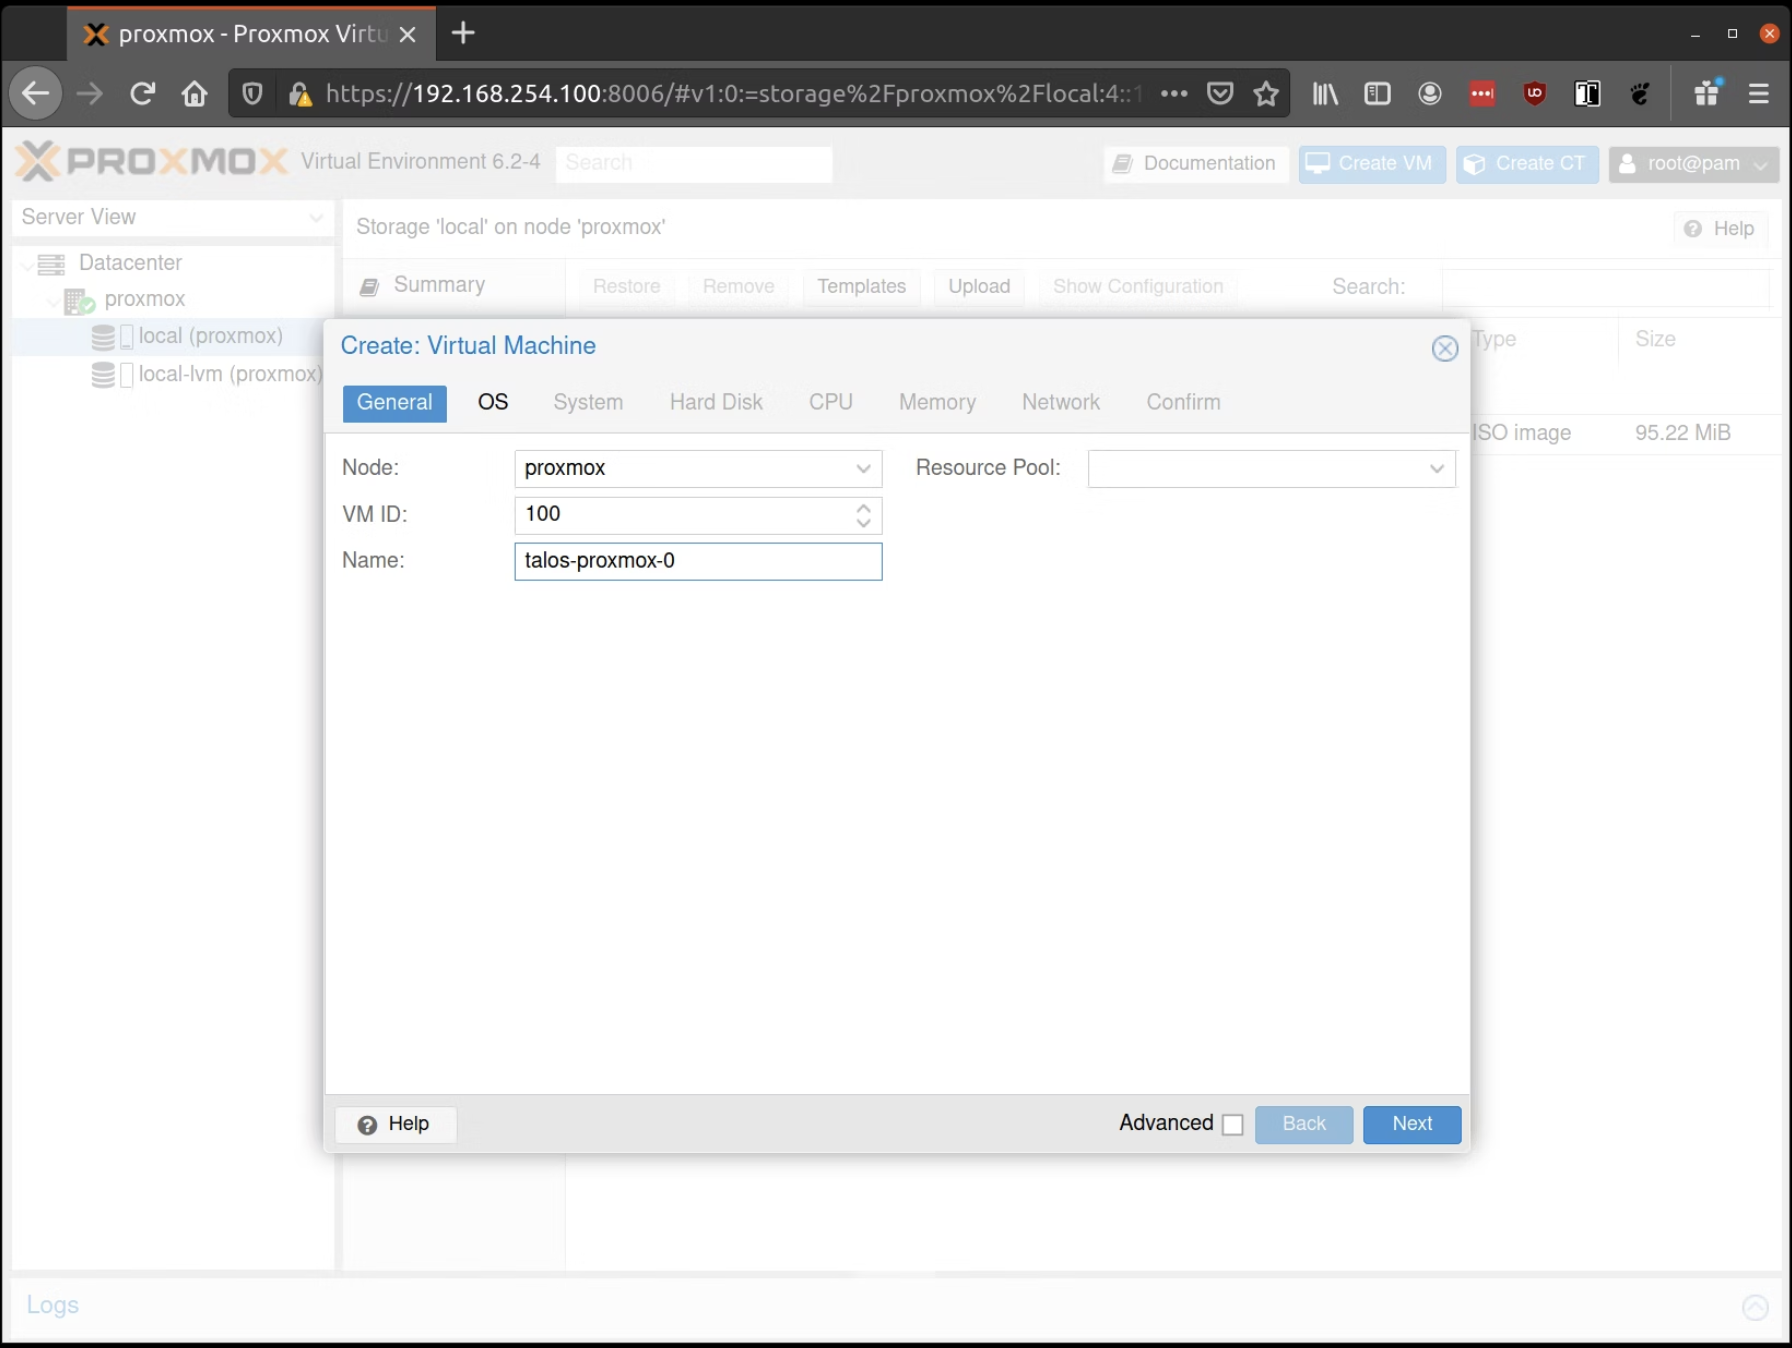 proxmox - Proxmox Virtu
https://192.168.254.100:8006/#v1:0:=storage%2Fproxmox%2Flocal:4::1
PROXMOX Virtual Environment 6.2-4 Search Documentation Create VM Create CT root@pam
Server View
Storage 'local' on node 'proxmox' Help
Datacenter
proxmox
local (proxmox)
local-lvm (proxmox)
Summary Restore Remove Templates Upload Show Configuration Search:
Type Size
ISO image 95.22 MiB
Create: Virtual Machine
General OS System Hard Disk CPU Memory Network Confirm
Node: proxmox Resource Pool:
VM ID: 100
Name: talos-proxmox-0
Help Advanced Back Next
Logs